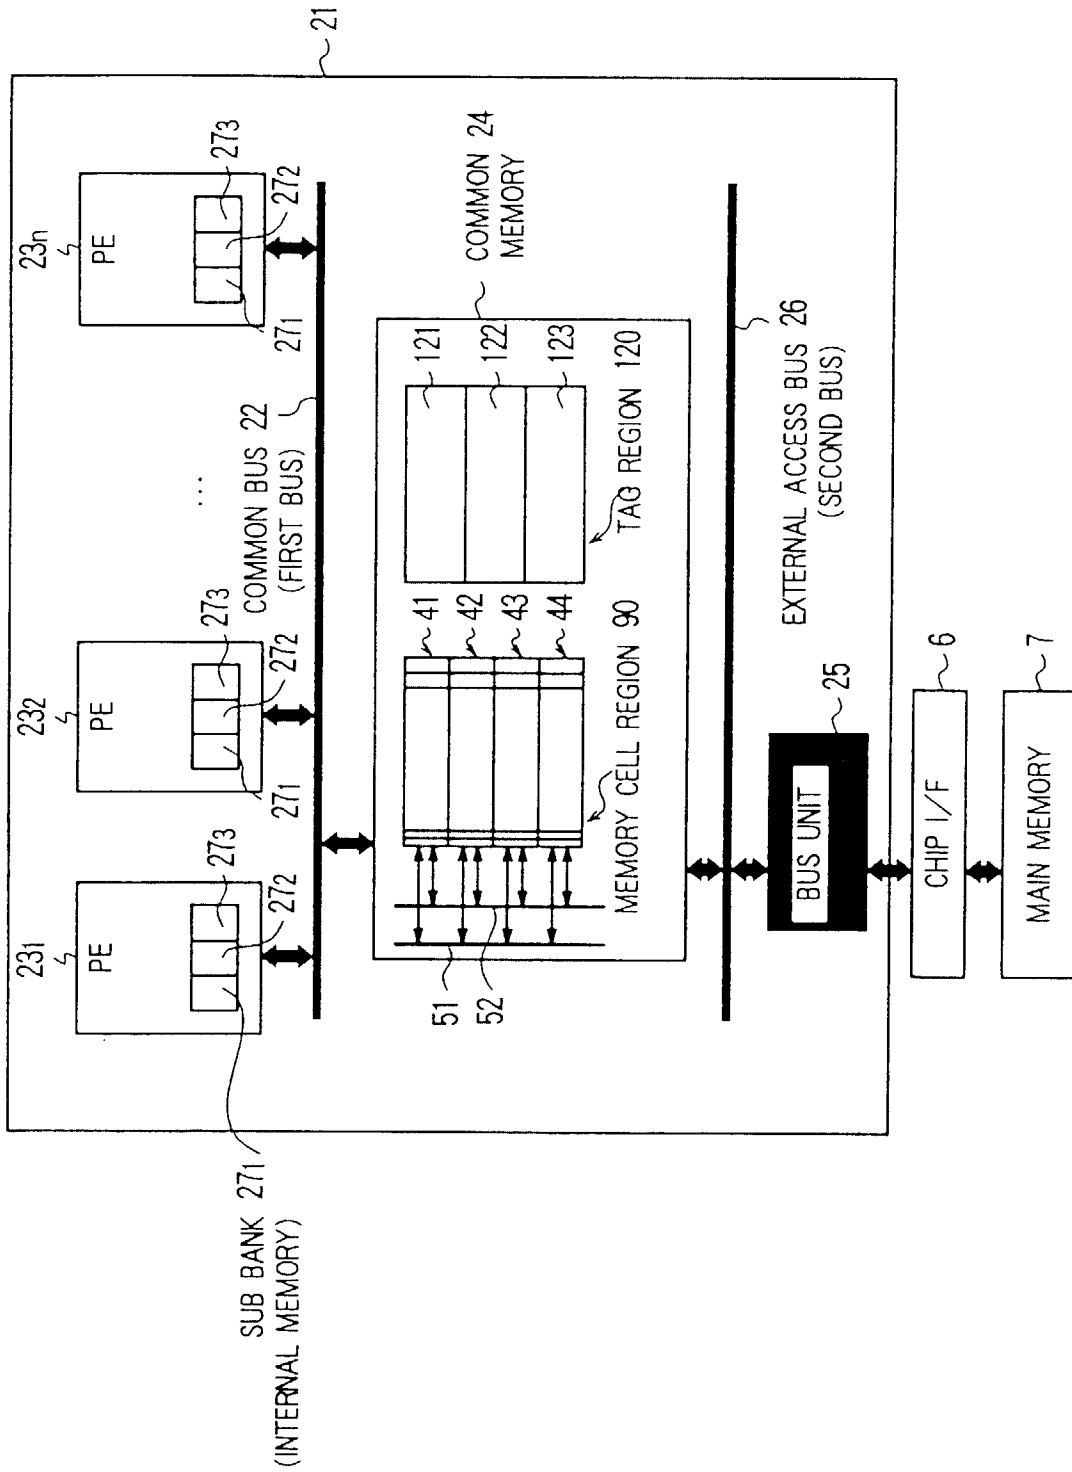 21
231
PE
271
272
273
232
PE
271
272
273
...
23n
PE
271
272
273
SUB BANK 271
(INTERNAL MEMORY)
COMMON BUS 22
(FIRST BUS)
COMMON 24
MEMORY
51
52
41
42
43
44
MEMORY CELL REGION 90
121
122
123
TAG REGION 120
EXTERNAL ACCESS BUS 26
(SECOND BUS)
BUS UNIT
25
CHIP I/F
6
MAIN MEMORY
7